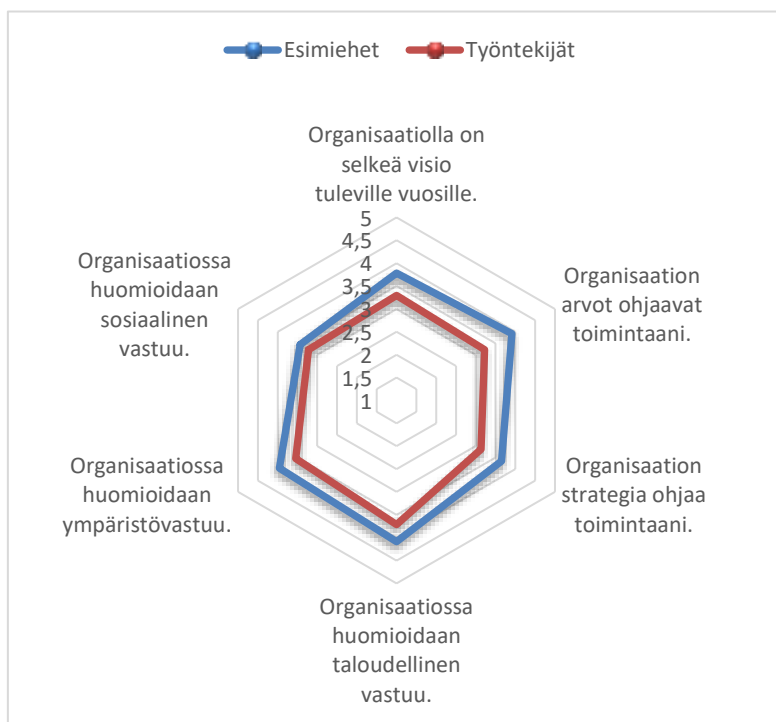 Esimiehet Työntekijät
Organisaatiolla on
selkeä visio
tuleville vuosille.
5
4,5
4
3,5
3
2,5
2
1,5
1
Organisaation
arvot ohjaavat
toimintaani.
Organisaation
strategia ohjaa
toimintaani.
Organisaatiossa
huomioidaan
taloudellinen
vastuu.
Organisaatiossa
huomioidaan
ympäristövastuu.
Organisaatiossa
huomioidaan
sosiaalinen
vastuu.